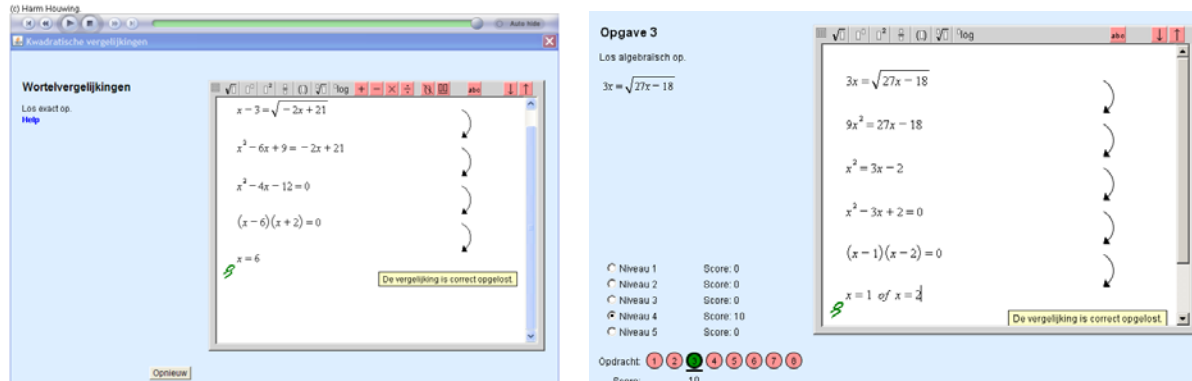 (c) Harm Houwing.
Auto hide
Kwadratische vergelijkingen
Wortelvergelijkingen
Los exact op.
Help
log
abc
x − 3 = √(−2x + 21)
x² − 6x + 9 = −2x + 21
x² − 4x − 12 = 0
(x − 6)(x + 2) = 0
x = 6
De vergelijking is correct opgelost.
Opnieuw
Opgave 3
Los algebraisch op.
3x = √(27x − 18)
log
abc
3x = √(27x − 18)
9x² = 27x − 18
x² = 3x − 2
x² − 3x + 2 = 0
(x − 1)(x − 2) = 0
x = 1 of x = 2
De vergelijking is correct opgelost.
Niveau 1 Score: 0
Niveau 2 Score: 0
Niveau 3 Score: 0
Niveau 4 Score: 10
Niveau 5 Score: 0
Opdracht: 1 2 3 4 5 6 7 8
Score: 10